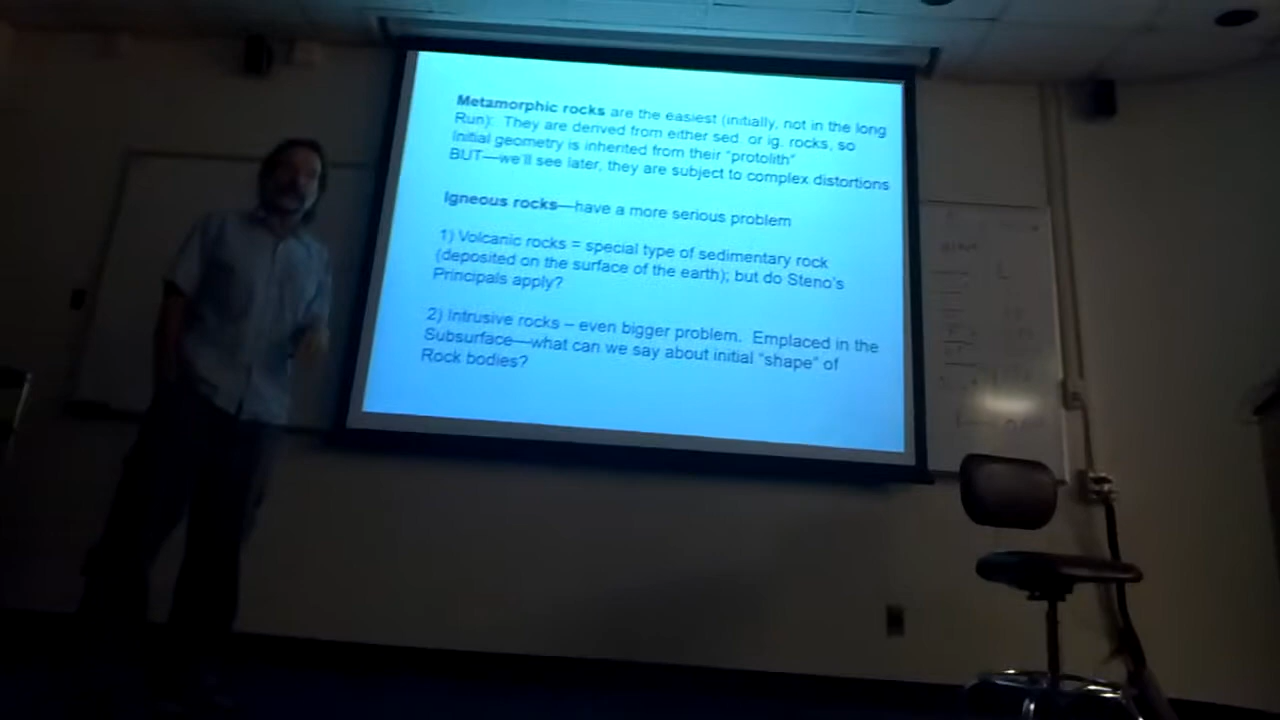 Metamorphic rocks are the easiest (initially, not in the long
Run): They are derived from either sed or ig. rocks, so
Initial geometry is inherited from their "protolith"
BUT—we'll see later, they are subject to complex distortions
Igneous rocks—have a more serious problem
1) Volcanic rocks = special type of sedimentary rock
(deposited on the surface of the earth); but do Steno's
Principals apply?
2) Intrusive rocks – even bigger problem. Emplaced in the
Subsurface—what can we say about initial "shape" of
Rock bodies?